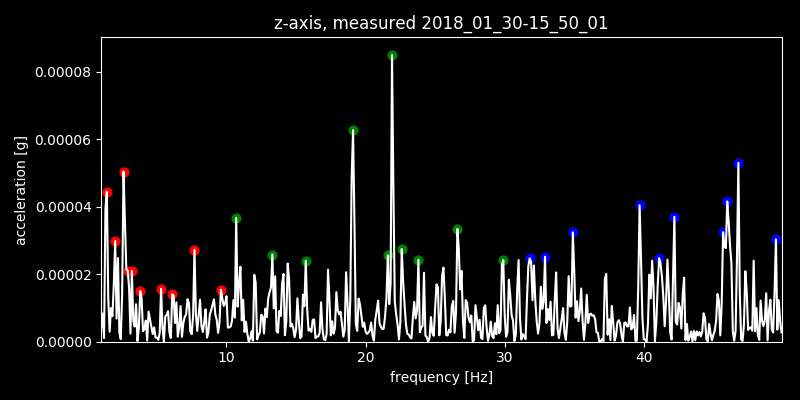 z-axis, measured 2018_01_30-15_50_01
acceleration [g]
0.00008
0.00006
0.00004
0.00002
0.00000
10 20 30 40
frequency [Hz]